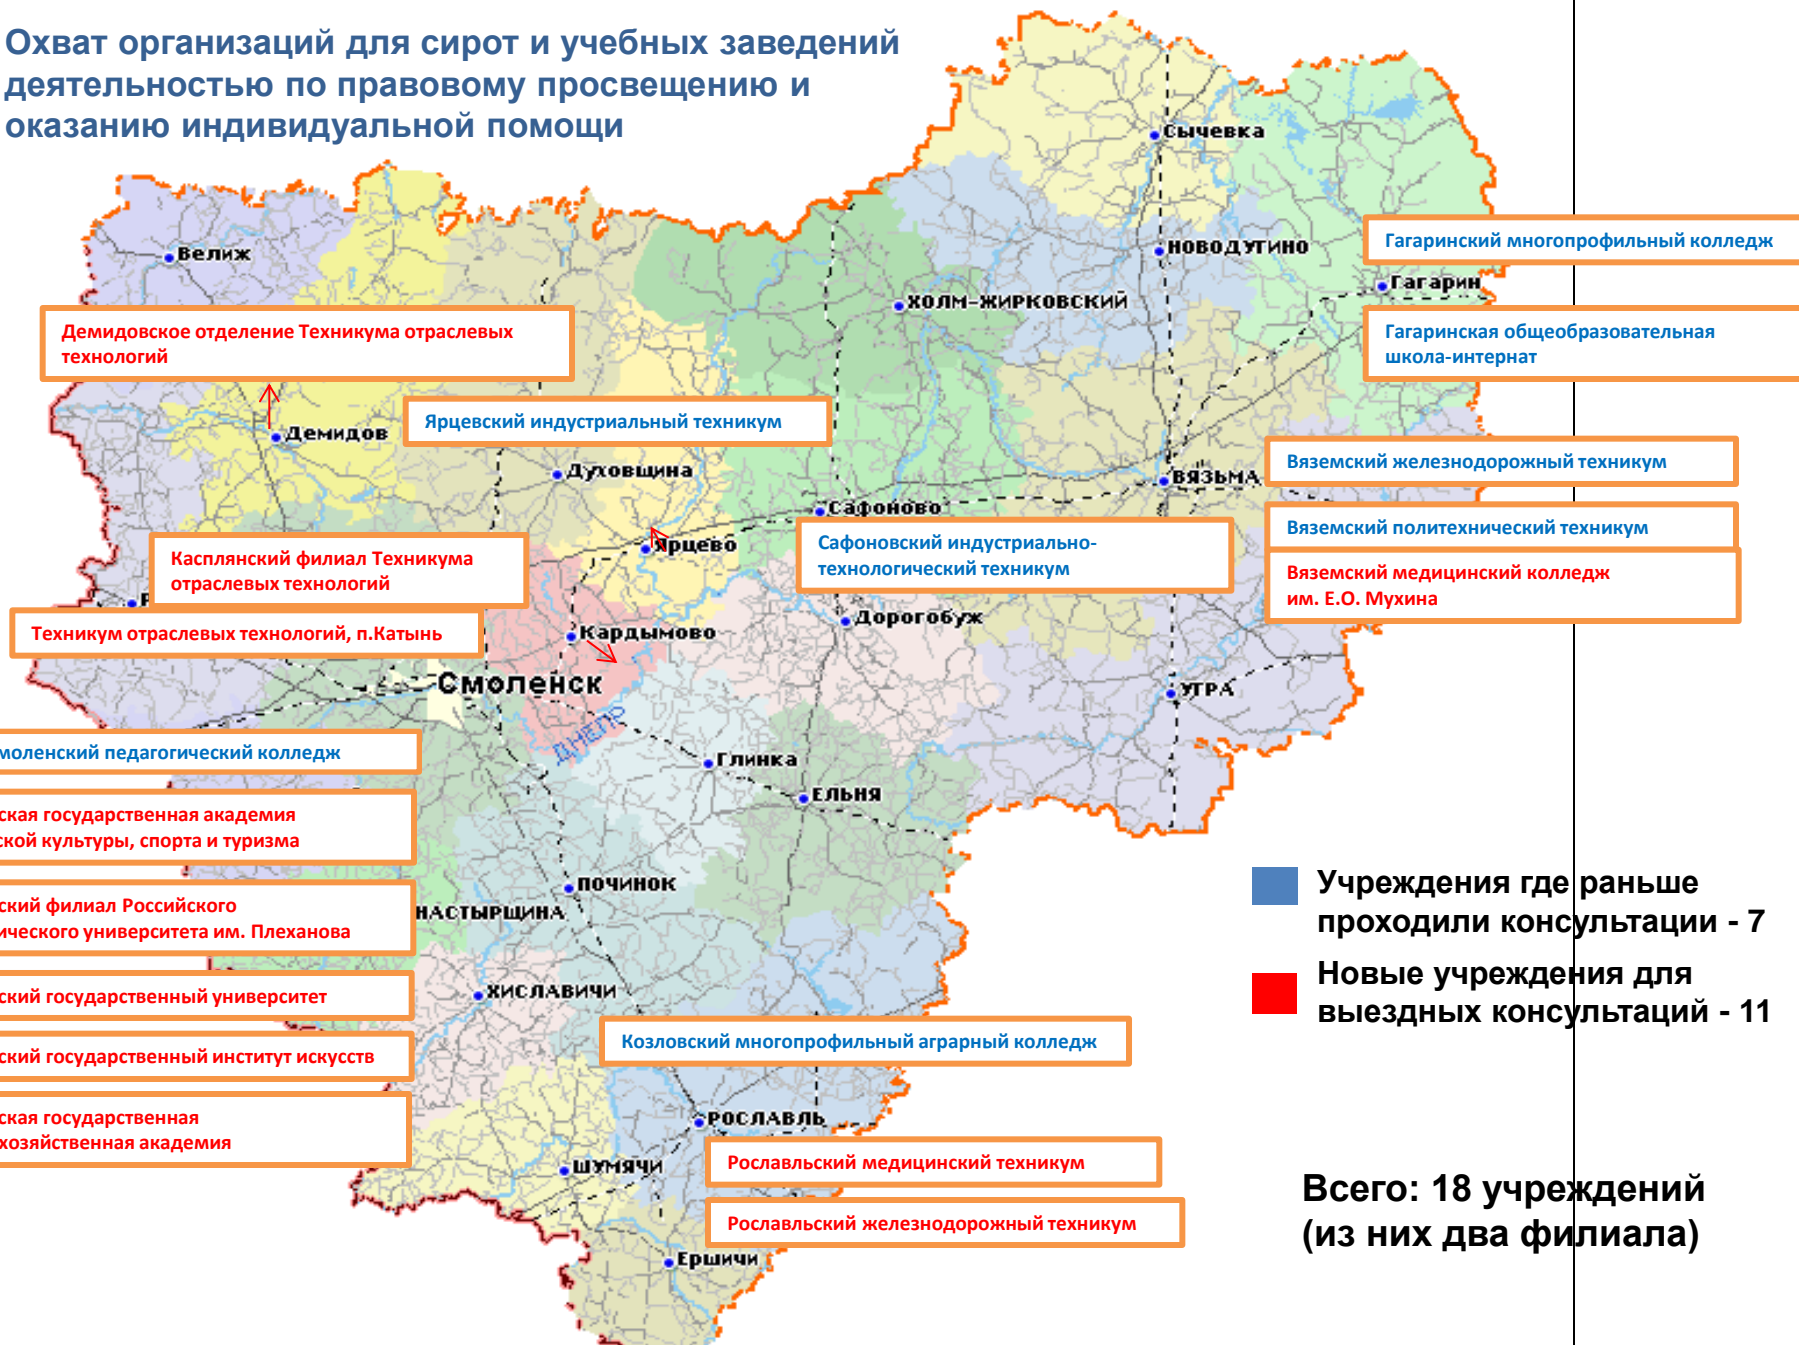 Охват организаций для сирот и учебных заведений
деятельностью по правовому просвещению и
оказанию индивидуальной помощи
Сычевка
Велиж
НОВОДУГИНО
Гагаринский многопрофильный колледж
Гагарин
ХОЛМ-ЖИРКОВСКИЙ
Демидовское отделение Техникума отраслевых
технологий
Гагаринская общеобразовательная
школа-интернат
Демидов
Ярцевский индустриальный техникум
Духовщина
ВЯЗЬМА
Вяземский железнодорожный техникум
Сафоново
Вяземский политехнический техникум
Касплянский филиал Техникума
отраслевых технологий
Ярцево
Сафоновский индустриально-
технологический техникум
Вяземский медицинский колледж
им. Е.О. Мухина
Техникум отраслевых технологий, п.Катынь
Кардымово
Дорогобуж
Смоленск
УГРА
ДНЕПР
моленский педагогический колледж
Глинка
ЕЛЬНЯ
ская государственная академия
ской культуры, спорта и туризма
ПОЧИНОК
Учреждения где раньше
проходили консультации - 7
ский филиал Российского
ического университета им. Плеханова
НАСТЫРЩИНА
Новые учреждения для
выездных консультаций - 11
ский государственный университет
ХИСЛАВИЧИ
ский государственный институт искусств
Козловский многопрофильный аграрный колледж
ская государственная
хозяйственная академия
РОСЛАВЛЬ
ШУМЯЧИ
Рославльский медицинский техникум
Рославльский железнодорожный техникум
Ершичи
Всего: 18 учреждений
(из них два филиала)